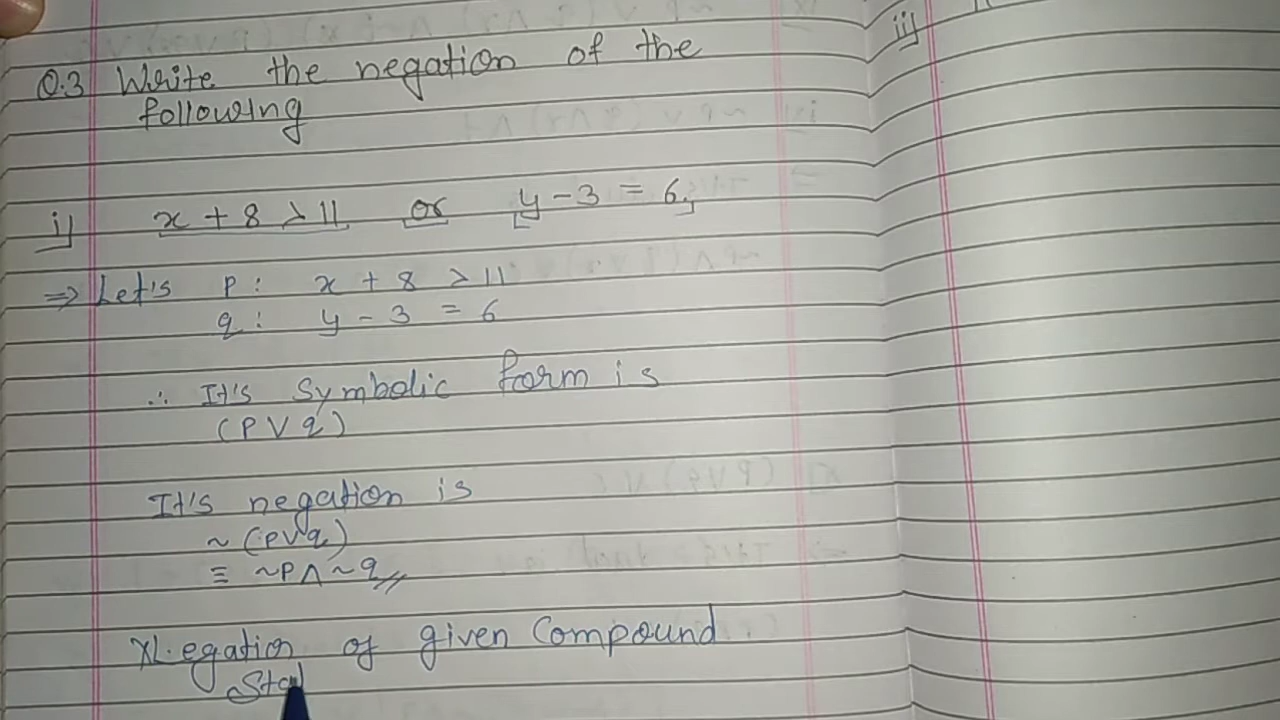 Q.3 Write the negation of the
following
i) x + 8 > 11 or y - 3 = 6
⇒ Let's p : x + 8 > 11
q : y - 3 = 6
∴ It's Symbolic form is
(p ∨ q)
It's negation is
~ (p ∨ q)
≡ ~p ∧ ~q
Negation of given Compound
Sta
ii)